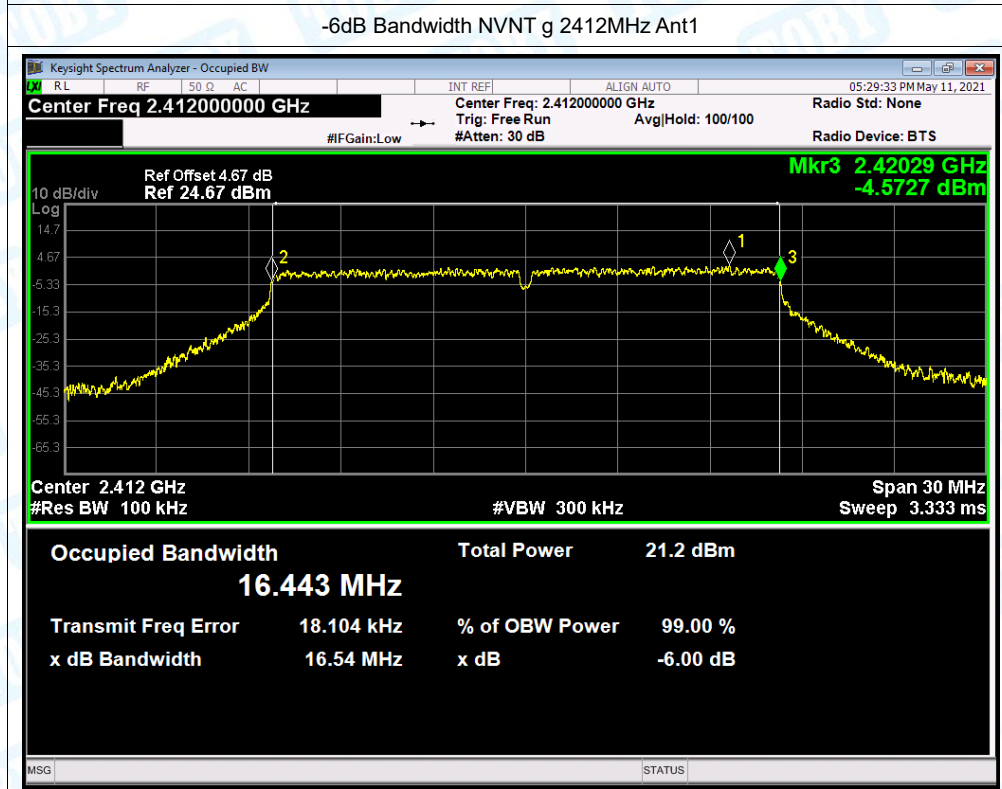 -6dB Bandwidth NVNT g 2412MHz Ant1
Keysight Spectrum Analyzer - Occupied BW
LXI RL RF 50 Ω AC INT REF ALIGN AUTO 05:29:33 PM May 11, 2021
Center Freq 2.412000000 GHz Center Freq: 2.412000000 GHz Radio Std: None
Trig: Free Run Avg|Hold: 100/100
#IFGain:Low #Atten: 30 dB Radio Device: BTS
Mkr3 2.42029 GHz
-4.5727 dBm
Ref Offset 4.67 dB
10 dB/div Ref 24.67 dBm
Log
14.7
4.67
-5.33
-15.3
-25.3
-35.3
-45.3
-55.3
-65.3
2
1
3
Center 2.412 GHz Span 30 MHz
#Res BW 100 kHz #VBW 300 kHz Sweep 3.333 ms
Occupied Bandwidth Total Power 21.2 dBm
16.443 MHz
Transmit Freq Error 18.104 kHz % of OBW Power 99.00 %
x dB Bandwidth 16.54 MHz x dB -6.00 dB
MSG STATUS